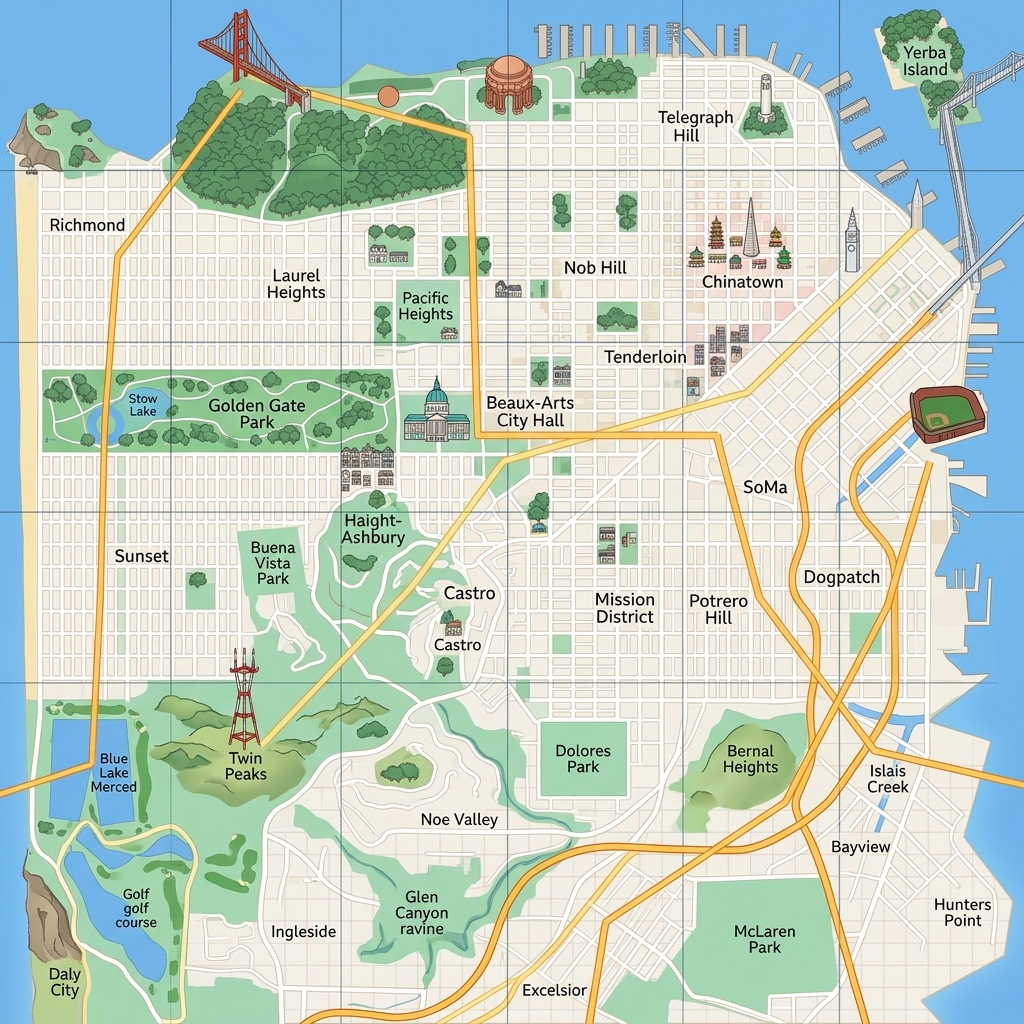 Yerba
Island
Telegraph
Hill
Richmond
Laurel
Heights
Nob Hill
Chinatown
Pacific
Heights
Tenderloin
Stow
Lake
Golden Gate
Park
Beaux-Arts
City Hall
SoMa
Haight-
Ashbury
Sunset
Buena
Vista
Park
Castro
Mission
District
Potrero
Hill
Dogpatch
Castro
Blue
Lake
Merced
Twin
Peaks
Dolores
Park
Bernal
Heights
Islais
Creek
Noe Valley
Bayview
Golf
golf
course
Ingleside
Glen
Canyon
ravine
McLaren
Park
Hunters
Point
Daly
City
Excelsior